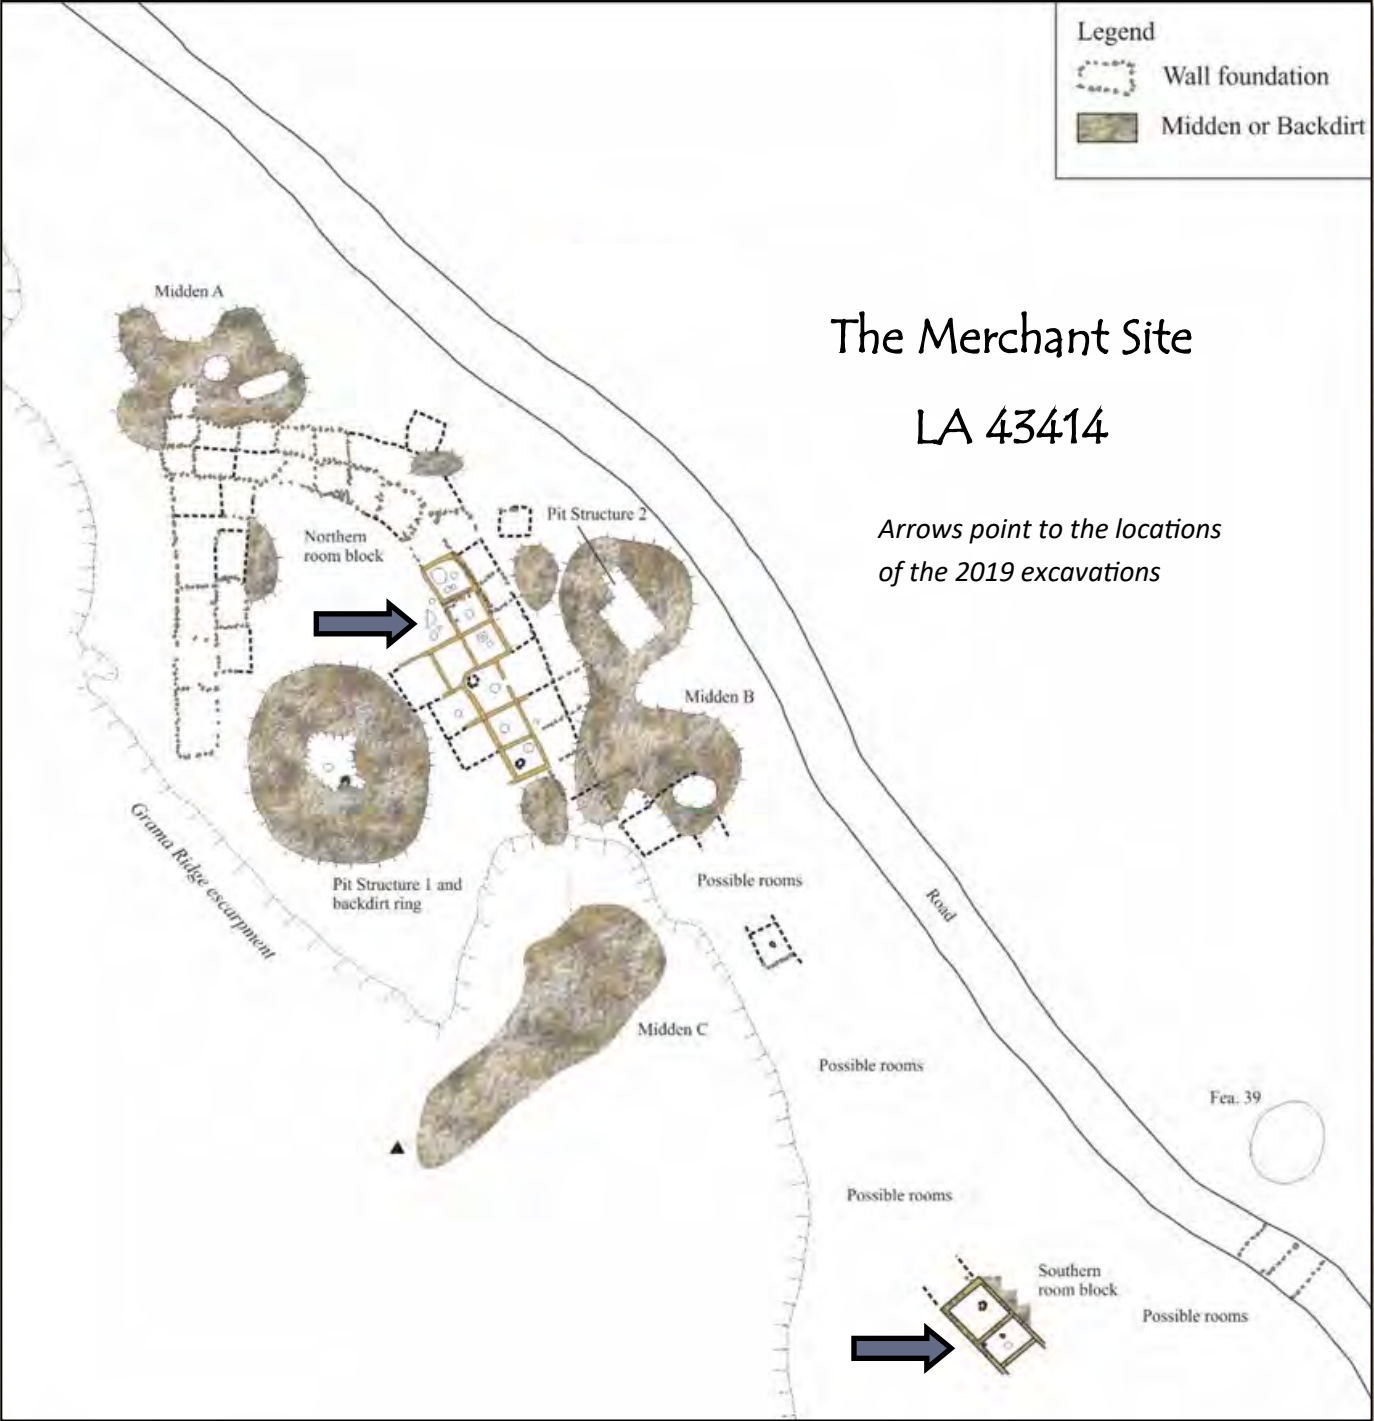 Legend
Wall foundation
Midden or Backdirt
Midden A
The Merchant Site
LA 43414
Arrows point to the locations
of the 2019 excavations
Pit Structure 2
Northern
room block
Midden B
Grama Ridge escarpment
Pit Structure 1 and
backdirt ring
Possible rooms
Road
Midden C
Possible rooms
Fea. 39
Possible rooms
Southern
room block
Possible rooms